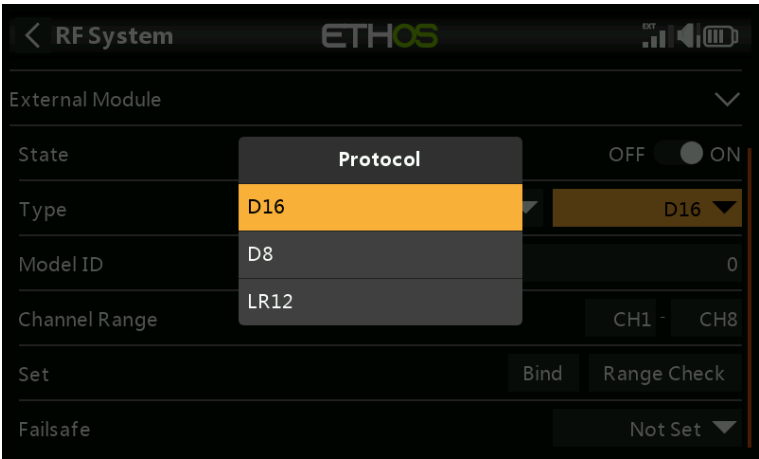 RF System
ETHOS
EXT
External Module
State
OFF
ON
Protocol
Type
D16
D16
Model ID
D8
0
LR12
Channel Range
CH1 - CH8
Set
Bind
Range Check
Failsafe
Not Set